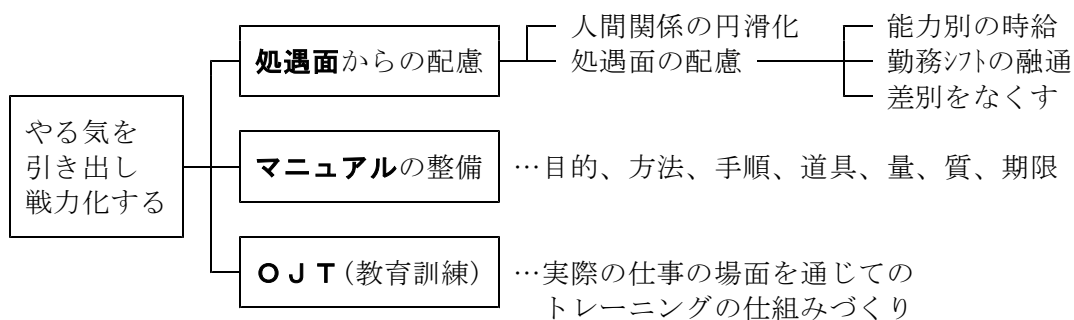 やる気を
引き出し
戦力化する
処遇面からの配慮
人間関係の円滑化
処遇面の配慮
能力別の時給
勤務ｼﾌﾄの融通
差別をなくす
マニュアルの整備
…目的、方法、手順、道具、量、質、期限
ＯＪＴ(教育訓練)
…実際の仕事の場面を通じての
トレーニングの仕組みづくり